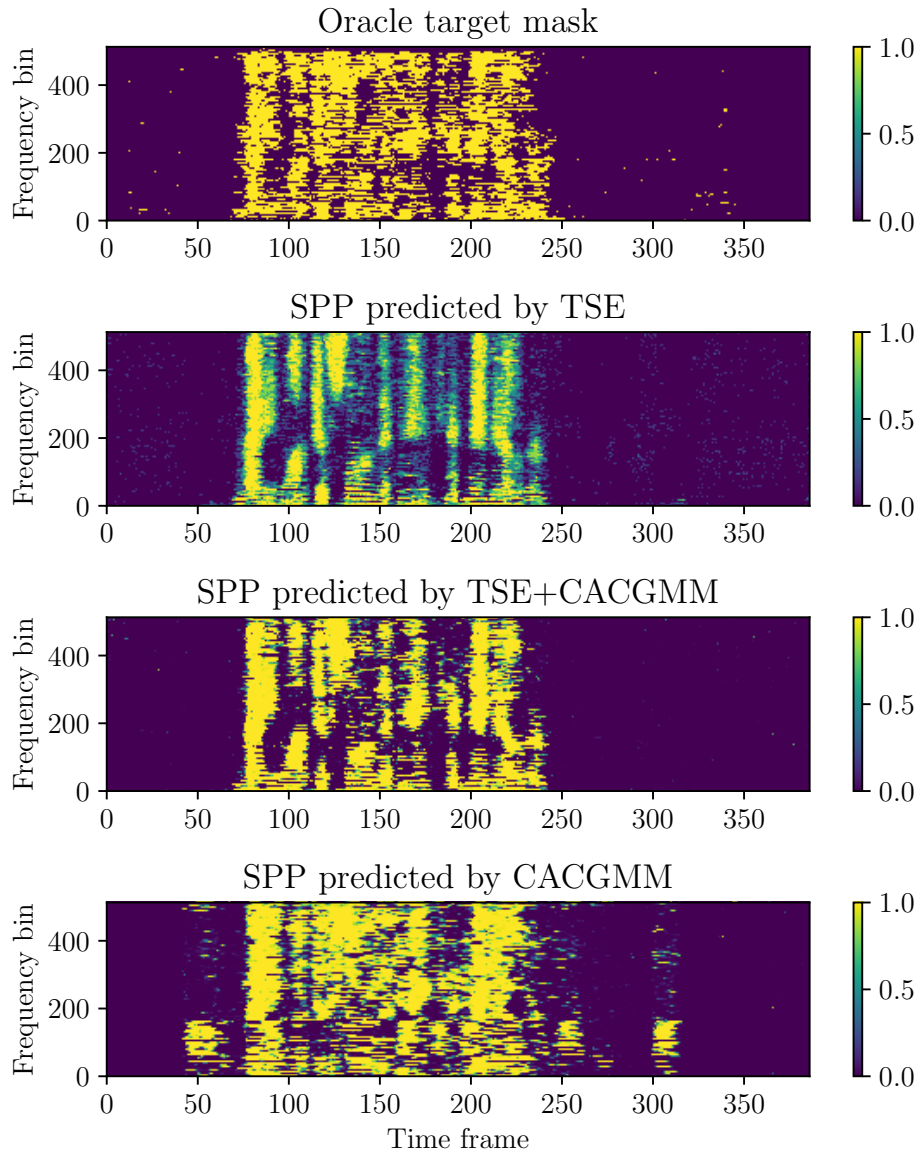 Oracle target mask
Frequency bin
400
200
0
0 50 100 150 200 250 300 350
1.0
0.5
0.0
SPP predicted by TSE
Frequency bin
400
200
0
0 50 100 150 200 250 300 350
1.0
0.5
0.0
SPP predicted by TSE+CACGMM
Frequency bin
400
200
0
0 50 100 150 200 250 300 350
1.0
0.5
0.0
SPP predicted by CACGMM
Frequency bin
400
200
0
0 50 100 150 200 250 300 350
1.0
0.5
0.0
Time frame